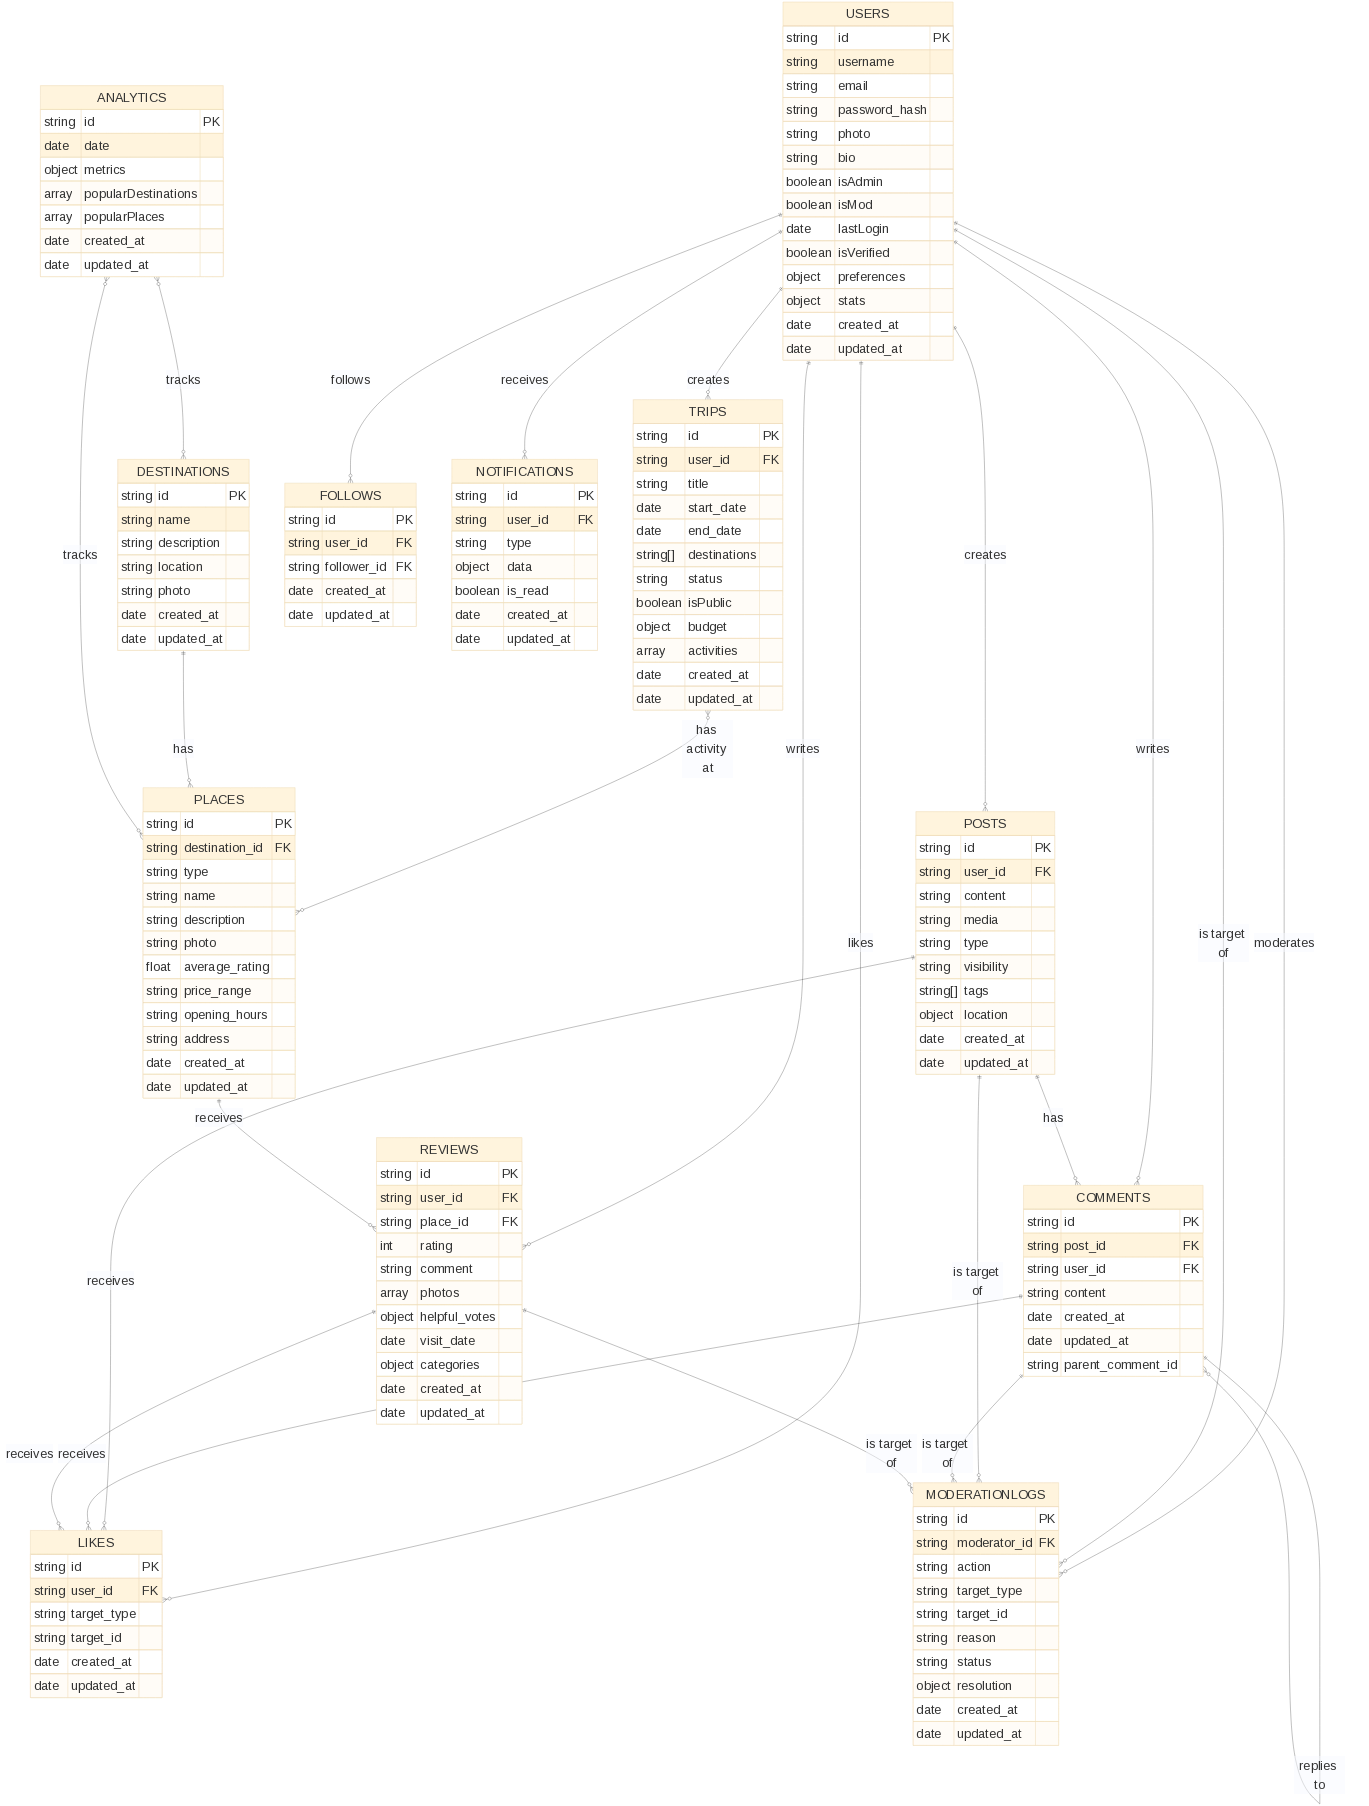 USERS
string id PK
string username
string email
string password_hash
string photo
string bio
boolean isAdmin
boolean isMod
date lastLogin
boolean isVerified
object preferences
object stats
date created_at
date updated_at
ANALYTICS
string id PK
date date
object metrics
array popularDestinations
array popularPlaces
date created_at
date updated_at
tracks
follows
receives
creates
TRIPS
string id PK
string user_id FK
string title
date start_date
date end_date
string[] destinations
string status
boolean isPublic
object budget
array activities
date created_at
date updated_at
DESTINATIONS
string id PK
string name
string description
string location
string photo
date created_at
date updated_at
FOLLOWS
string id PK
string user_id FK
string follower_id FK
date created_at
date updated_at
NOTIFICATIONS
string id PK
string user_id FK
string type
object data
boolean is_read
date created_at
date updated_at
tracks
creates
has
has
activity
at
writes
writes
PLACES
string id PK
string destination_id FK
string type
string name
string description
string photo
float average_rating
string price_range
string opening_hours
string address
date created_at
date updated_at
POSTS
string id PK
string user_id FK
string content
string media
string type
string visibility
string[] tags
object location
date created_at
date updated_at
likes
is target
of
moderates
receives
has
REVIEWS
string id PK
string user_id FK
string place_id FK
int rating
string comment
array photos
object helpful_votes
date visit_date
object categories
date created_at
date updated_at
COMMENTS
string id PK
string post_id FK
string user_id FK
string content
date created_at
date updated_at
string parent_comment_id
receives
is target
of
receives receives
is target
of
is target
of
LIKES
string id PK
string user_id FK
string target_type
string target_id
date created_at
date updated_at
MODERATIONLOGS
string id PK
string moderator_id FK
string action
string target_type
string target_id
string reason
string status
object resolution
date created_at
date updated_at
replies
to